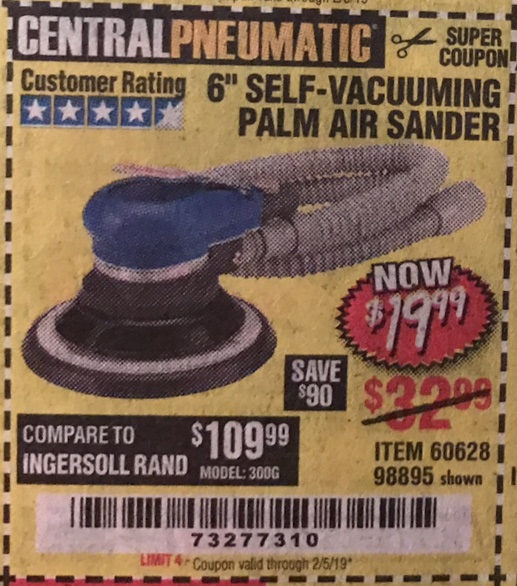 CENTRALPNEUMATIC
SUPER
COUPON
Customer Rating
6" SELF-VACUUMING
PALM AIR SANDER
NOW
$19.99
SAVE
$90
$32.99
COMPARE TO
INGERSOLL RAND
$109.99
MODEL: 300G
ITEM 60628
98895 shown
73277310
LIMIT 4 - Coupon valid through 2/5/19*